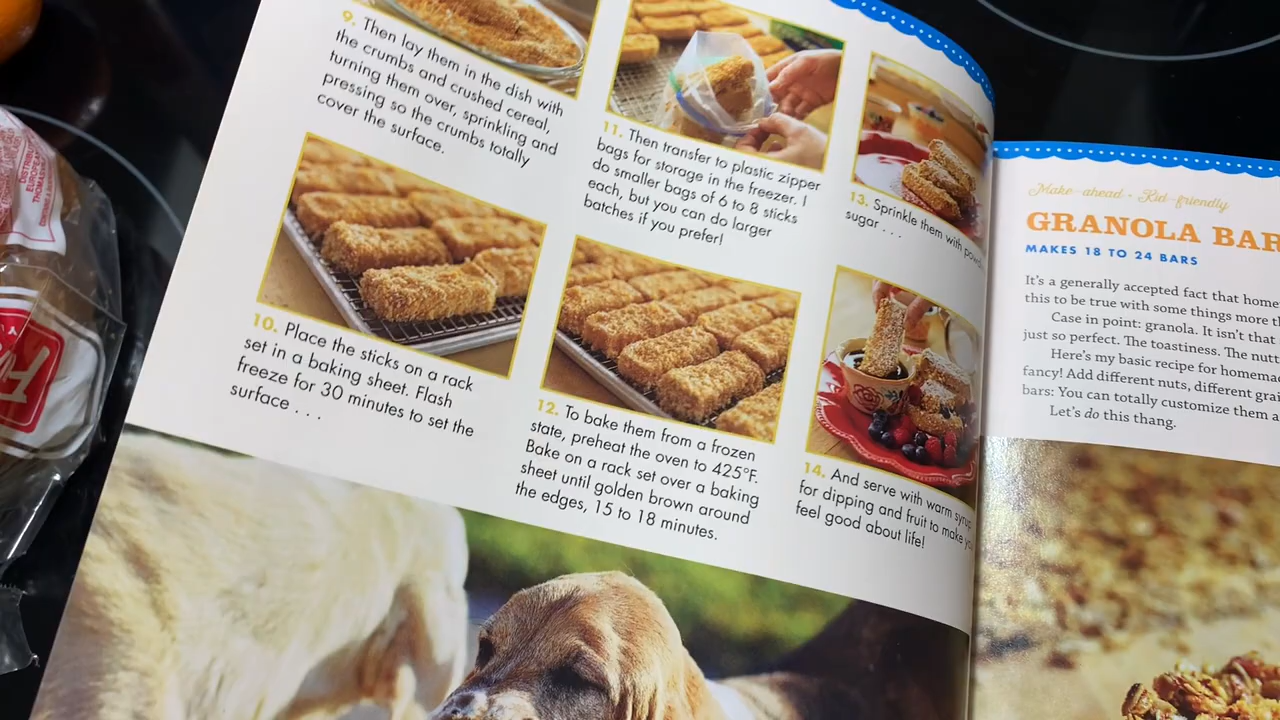 9. Then lay them in the dish with
the crumbs and crushed cereal,
turning them over, sprinkling and
pressing so the crumbs totally
cover the surface.
10. Place the sticks on a rack
set in a baking sheet. Flash
freeze for 30 minutes to set the
surface . . .
11. Then transfer to plastic zipper
bags for storage in the freezer. I
do smaller bags of 6 to 8 sticks
each, but you can do larger
batches if you prefer!
12. To bake them from a frozen
state, preheat the oven to 425°F.
Bake on a rack set over a baking
sheet until golden brown around
the edges, 15 to 18 minutes.
13. Sprinkle them with
sugar . . .
14. And serve with warm syrup
for dipping and fruit to make
feel good about life!
Make-ahead • Kid-friendly
GRANOLA BAR
MAKES 18 TO 24 BARS
It's a generally accepted fact that home
this to be true with some things more
Case in point: granola. It isn't that
just so perfect. The toastiness. The
Here's my basic recipe for
fancy! Add different nuts, different
bars: You can totally customize them
Let's do this thang.